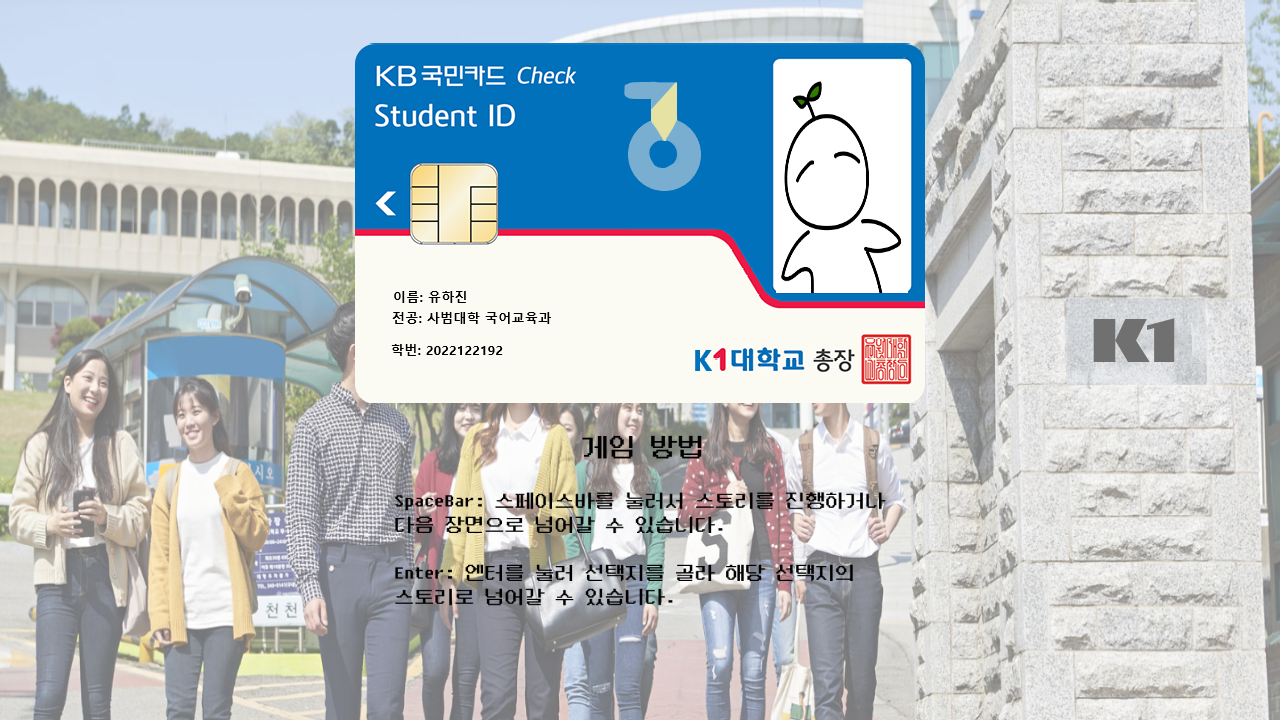 KB국민카드 Check
Student ID
이름: 유하진
전공: 사범대학 국어교육과
학번: 2022122192
K1대학교 총장
K1
게임 방법
SpaceBar: 스페이스바를 눌러서 스토리를 진행하거나
다음 장면으로 넘어갈 수 있습니다.
Enter: 엔터를 눌러 선택지를 골라 해당 선택지의
스토리로 넘어갈 수 있습니다.
시오
천천
S